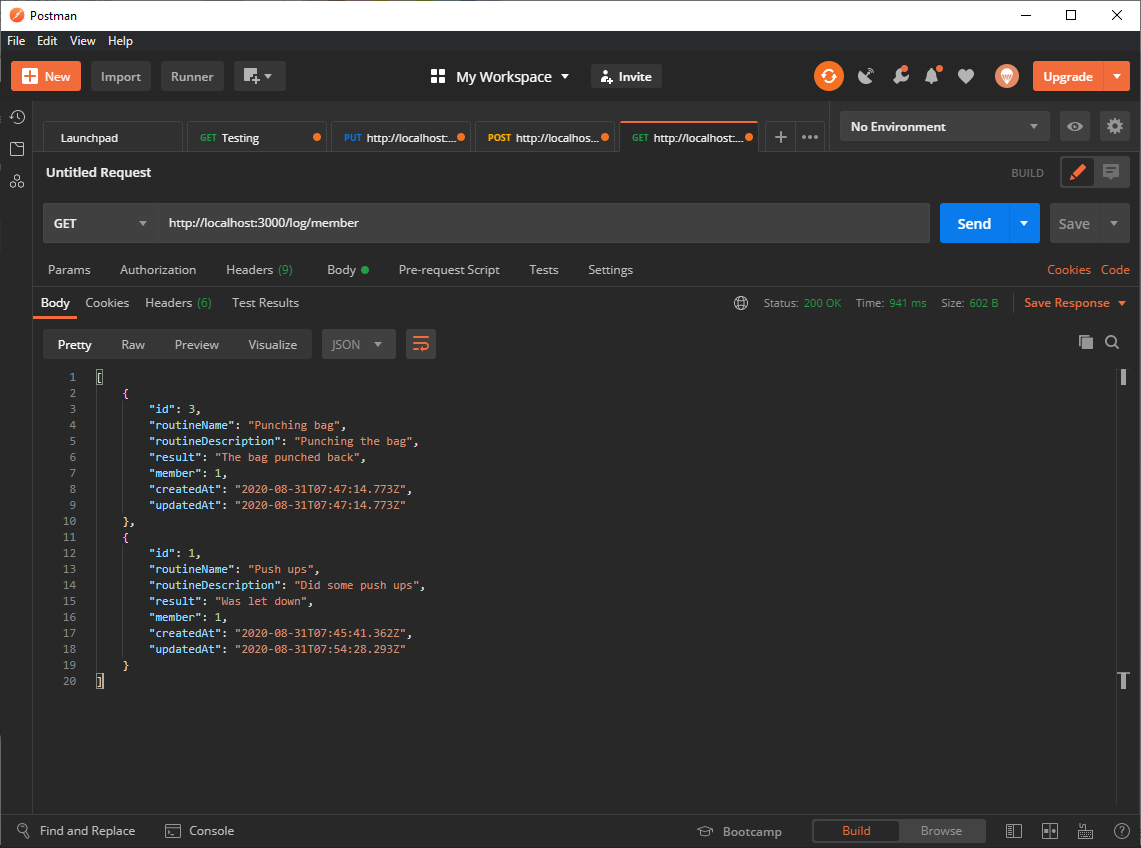 Postman
File Edit View Help
New Import Runner My Workspace Invite Upgrade
Launchpad GET Testing PUT http://localhost:... POST http://localhos... GET http://localhost:... No Environment
Untitled Request BUILD
GET http://localhost:3000/log/member Send Save
Params Authorization Headers (9) Body Pre-request Script Tests Settings Cookies Code
Body Cookies Headers (6) Test Results Status: 200 OK Time: 941 ms Size: 602 B Save Response
Pretty Raw Preview Visualize JSON
1 [
2 {
3 "id": 3,
4 "routineName": "Punching bag",
5 "routineDescription": "Punching the bag",
6 "result": "The bag punched back",
7 "member": 1,
8 "createdAt": "2020-08-31T07:47:14.773Z",
9 "updatedAt": "2020-08-31T07:47:14.773Z"
10 },
11 {
12 "id": 1,
13 "routineName": "Push ups",
14 "routineDescription": "Did some push ups",
15 "result": "Was let down",
16 "member": 1,
17 "createdAt": "2020-08-31T07:45:41.362Z",
18 "updatedAt": "2020-08-31T07:54:28.293Z"
19 }
20 ]
Find and Replace Console Bootcamp Build Browse